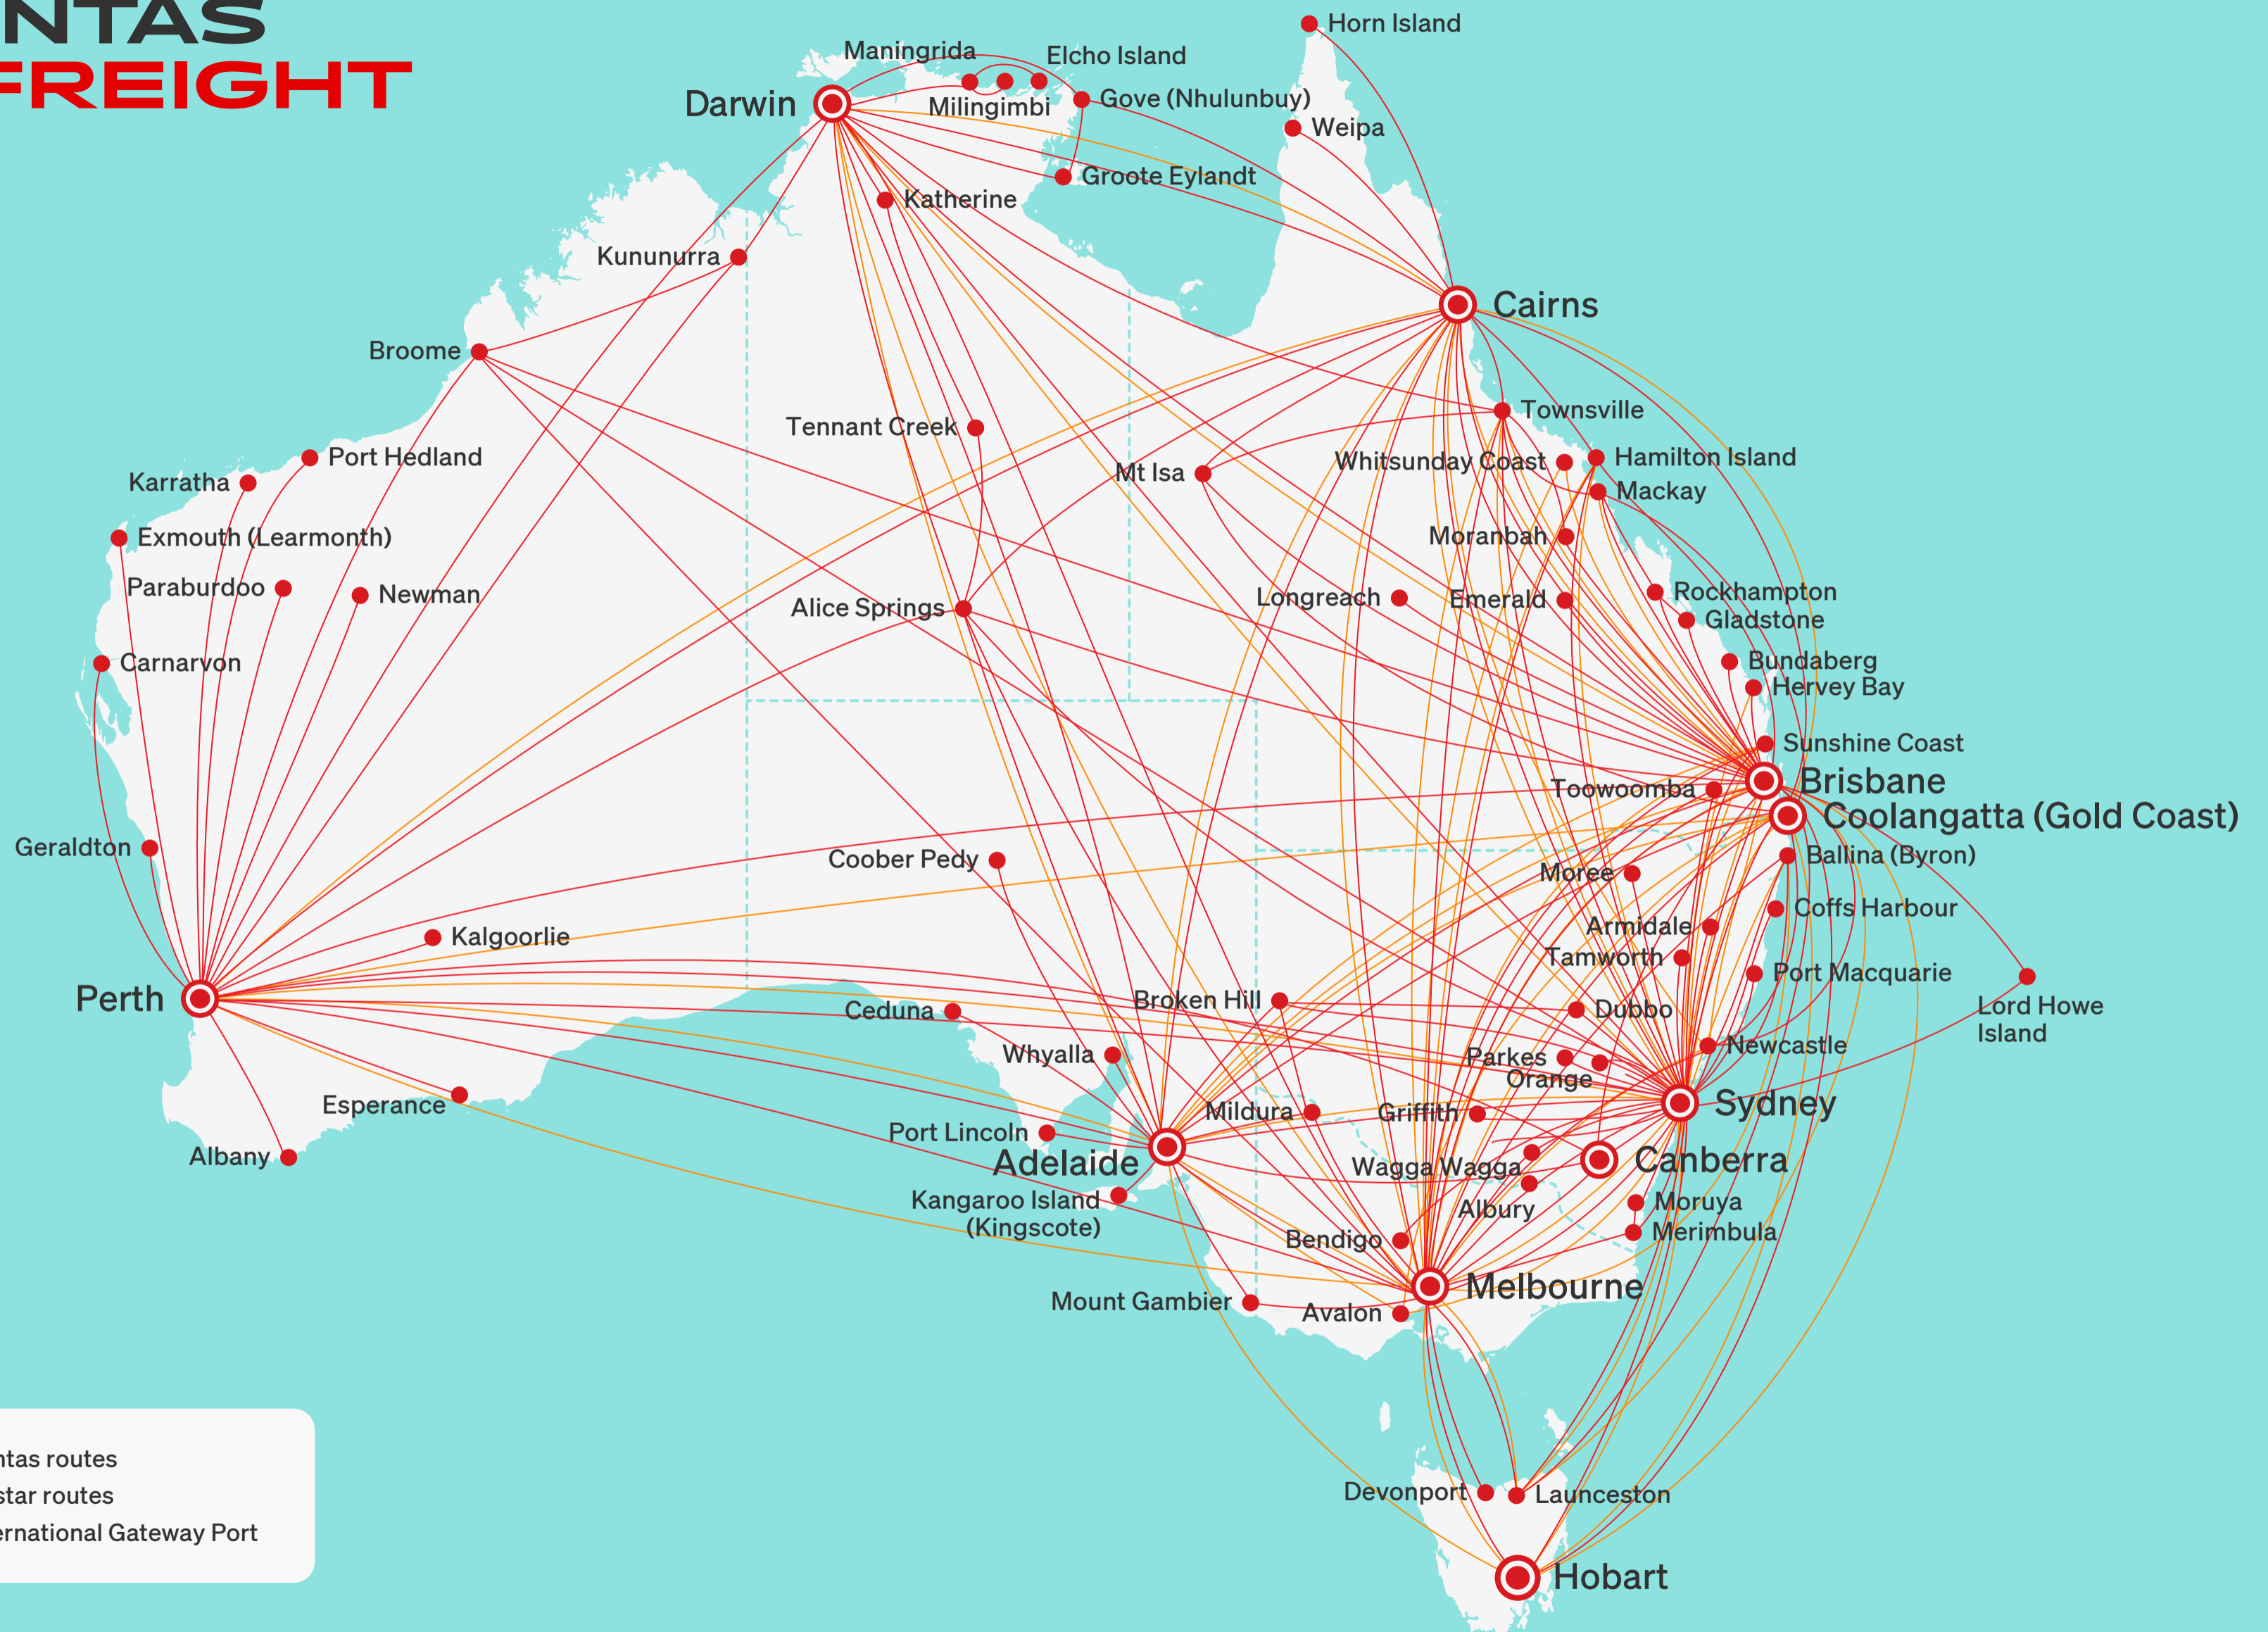 NTAS
FREIGHT
Horn Island
Maningrida
Elcho Island
Darwin
Milingimbi
Gove (Nhulunbuy)
Weipa
Groote Eylandt
Katherine
Kununurra
Cairns
Broome
Townsville
Tennant Creek
Port Hedland
Mt Isa
Whitsunday Coast
Hamilton Island
Karratha
Mackay
Exmouth (Learmonth)
Moranbah
Paraburdoo
Newman
Longreach
Emerald
Rockhampton
Alice Springs
Gladstone
Carnarvon
Bundaberg
Hervey Bay
Sunshine Coast
Brisbane
Toowoomba
Coolangatta (Gold Coast)
Geraldton
Coober Pedy
Ballina (Byron)
Moree
Coffs Harbour
Armidale
Kalgoorlie
Tamworth
Port Macquarie
Perth
Broken Hill
Ceduna
Dubbo
Lord Howe
Island
Whyalla
Parkes
Newcastle
Orange
Esperance
Mildura
Griffith
Sydney
Port Lincoln
Albany
Adelaide
Wagga Wagga
Canberra
Kangaroo Island
(Kingscote)
Albury
Moruya
Bendigo
Merimbula
Melbourne
Mount Gambier
Avalon
ntas routes
star routes
ernational Gateway Port
Devonport
Launceston
Hobart